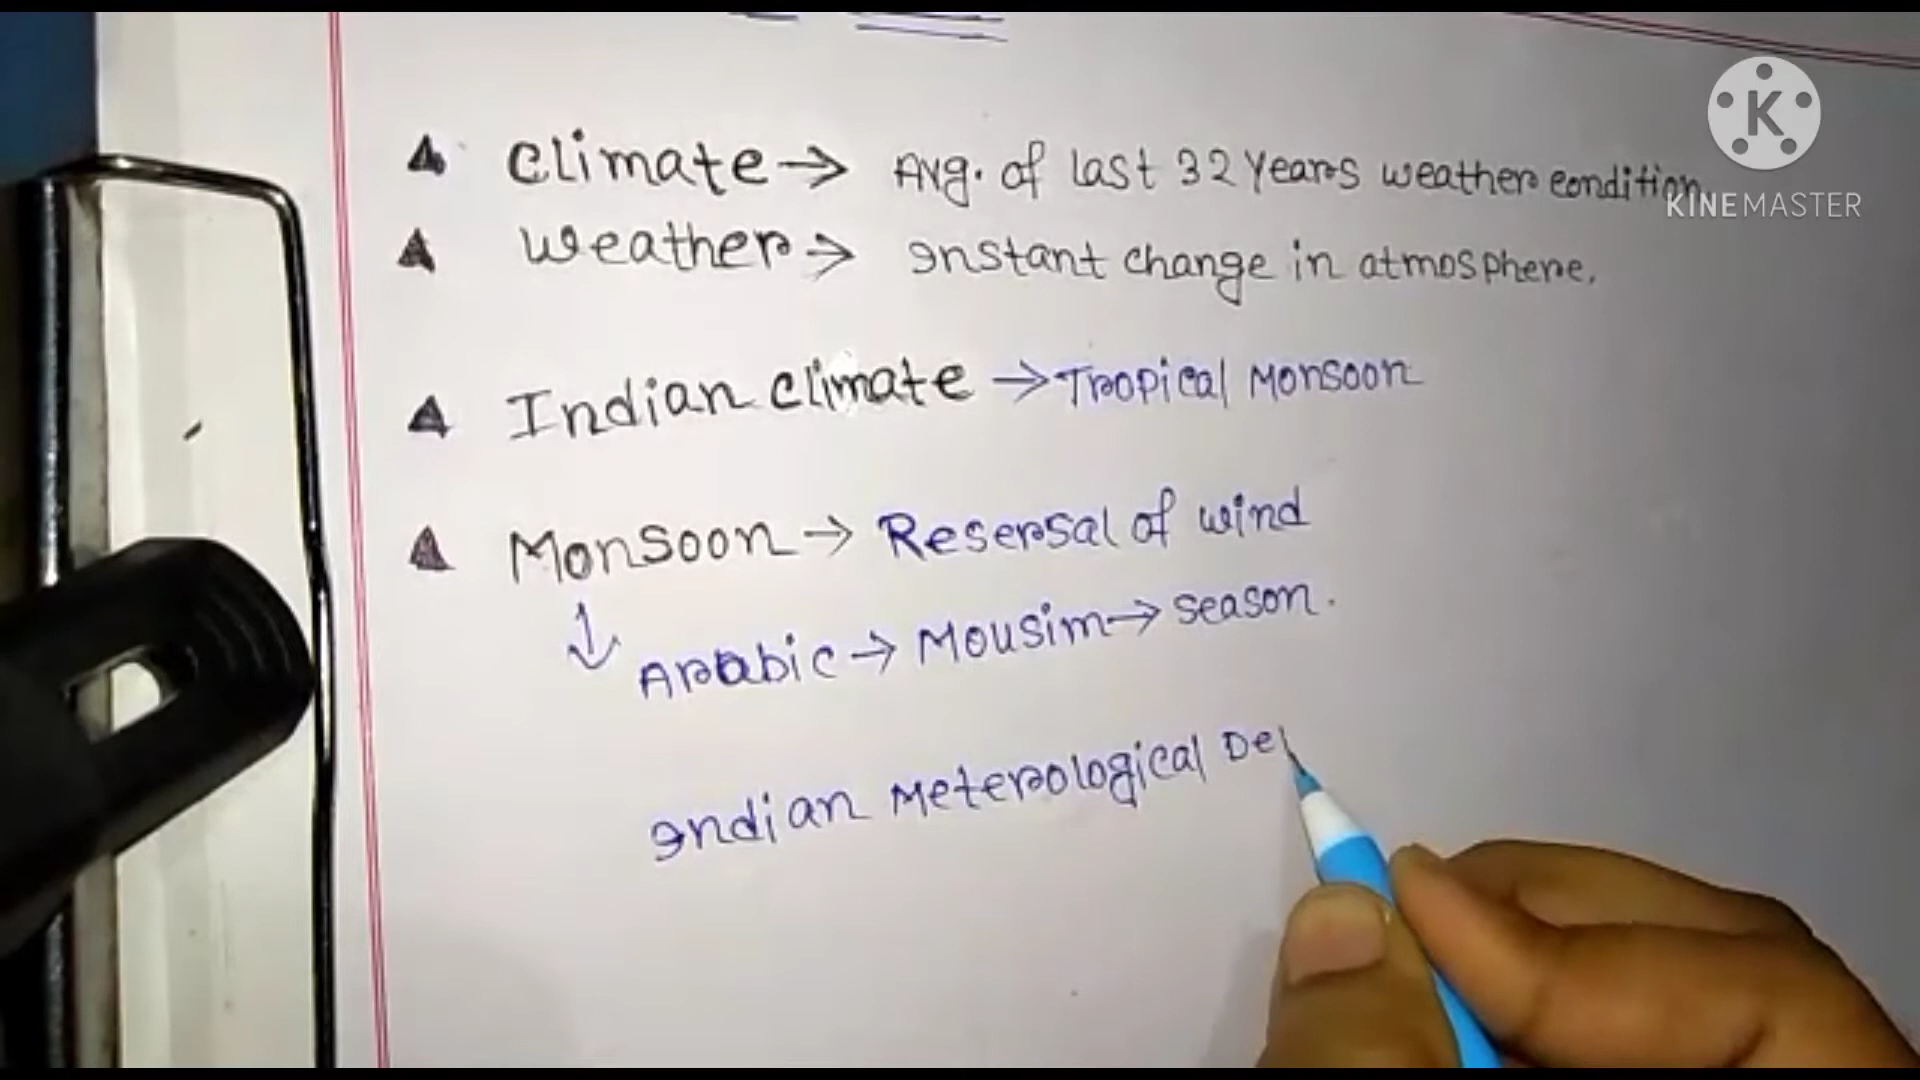 Climate → Avg. of last 32 years weather condition.
Weather → Instant change in atmosphere.
Indian climate → Tropical Monsoon
Monsoon → Resersal of wind
↓ Arabic → Mousim → season.
Indian Meterological De
K
KINEMASTER